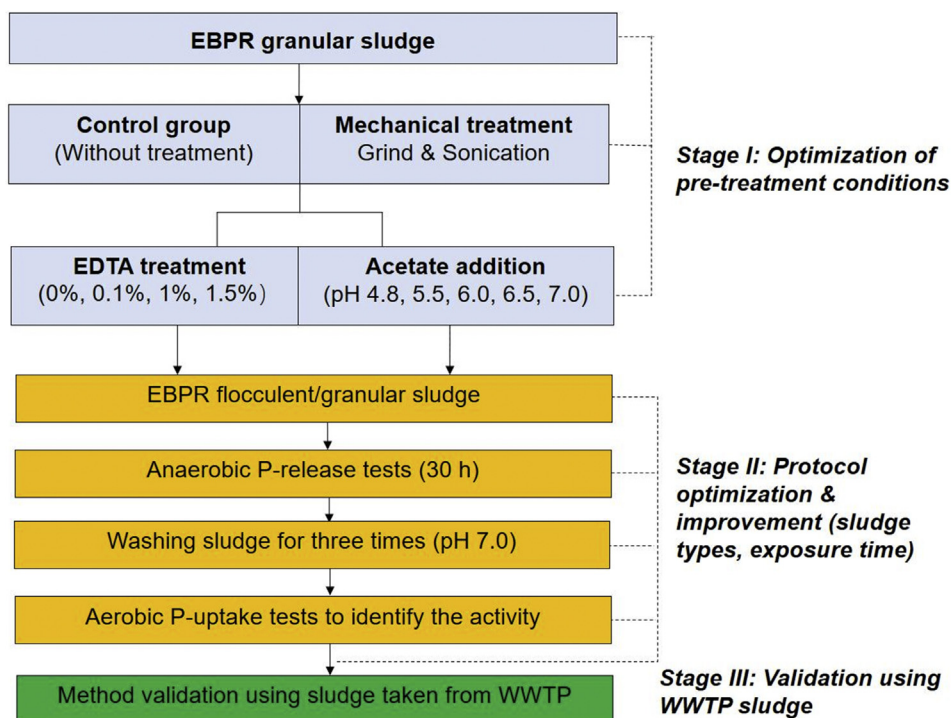 EBPR granular sludge
Control group
(Without treatment)
Mechanical treatment
Grind & Sonication
Stage I: Optimization of
pre-treatment conditions
EDTA treatment
(0%, 0.1%, 1%, 1.5%)
Acetate addition
(pH 4.8, 5.5, 6.0, 6.5, 7.0)
EBPR flocculent/granular sludge
Anaerobic P-release tests (30 h)
Washing sludge for three times (pH 7.0)
Aerobic P-uptake tests to identify the activity
Stage II: Protocol
optimization &
improvement (sludge
types, exposure time)
Method validation using sludge taken from WWTP
Stage III: Validation using
WWTP sludge